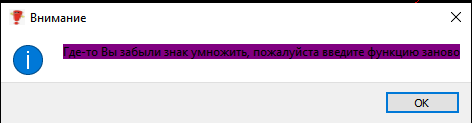 Внимание
Где-то Вы забыли знак умножить, пожалуйста введите функцию заново
OK